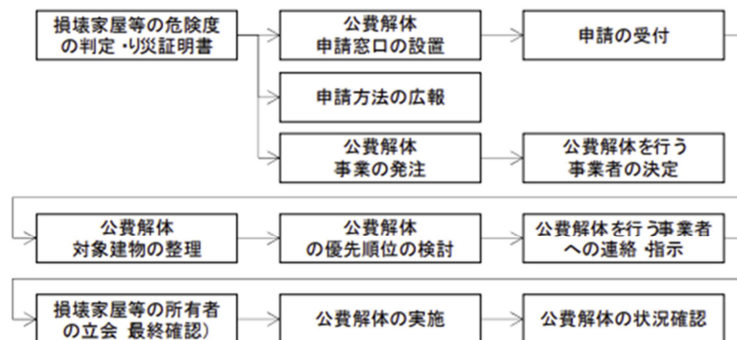 損壊家屋等の危険度
の判定・り災証明書
公費解体
申請窓口の設置
申請の受付
申請方法の広報
公費解体
事業の発注
公費解体を行う
事業者の決定
公費解体
対象建物の整理
公費解体
の優先順位の検討
公費解体を行う事業者
への連絡・指示
損壊家屋等の所有者
の立会 最終確認)
公費解体の実施
公費解体の状況確認